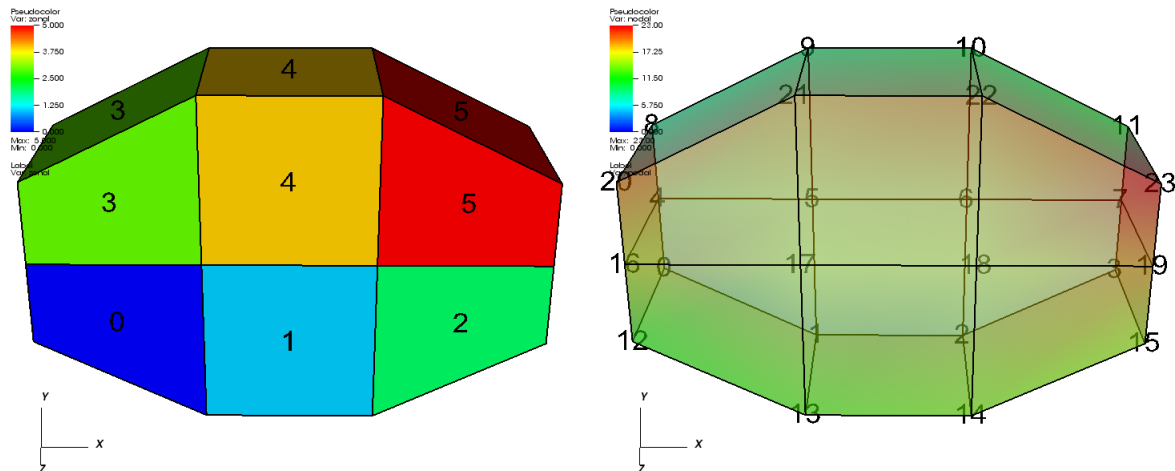 Pseudocolor
Var: zonal
5.000
3.750
2.500
1.250
0.000
Max: 5.000
Min: 0.000
Label
Var: zonal
4
3
5
4
3
5
0
1
2
Y
X
Z
Pseudocolor
Var: nodal
23.00
17.25
11.50
5.750
0.000
Max: 23.00
Min: 0.000
Label
Var: nodal
9
10
21
22
8
11
20
23
4
5
6
7
16
0
17
18
3
19
12
1
2
15
13
14
Y
X
Z